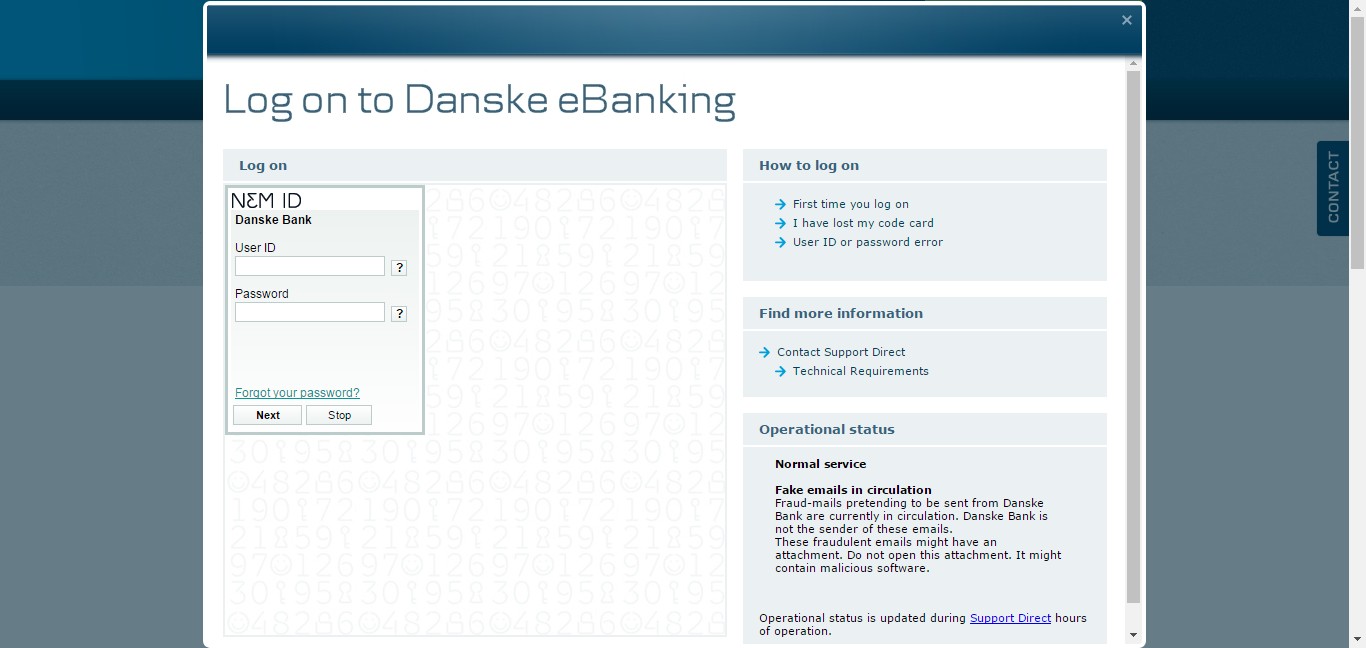 ×
Log on to Danske eBanking
Log on
NEM ID
Danske Bank
User ID
?
Password
?
Forgot your password?
Next
Stop
How to log on
First time you log on
I have lost my code card
User ID or password error
Find more information
Contact Support Direct
Technical Requirements
Operational status
Normal service
Fake emails in circulation
Fraud-mails pretending to be sent from Danske
Bank are currently in circulation. Danske Bank is
not the sender of these emails.
These fraudulent emails might have an
attachment. Do not open this attachment. It might
contain malicious software.
Operational status is updated during Support Direct hours
of operation.
CONTACT